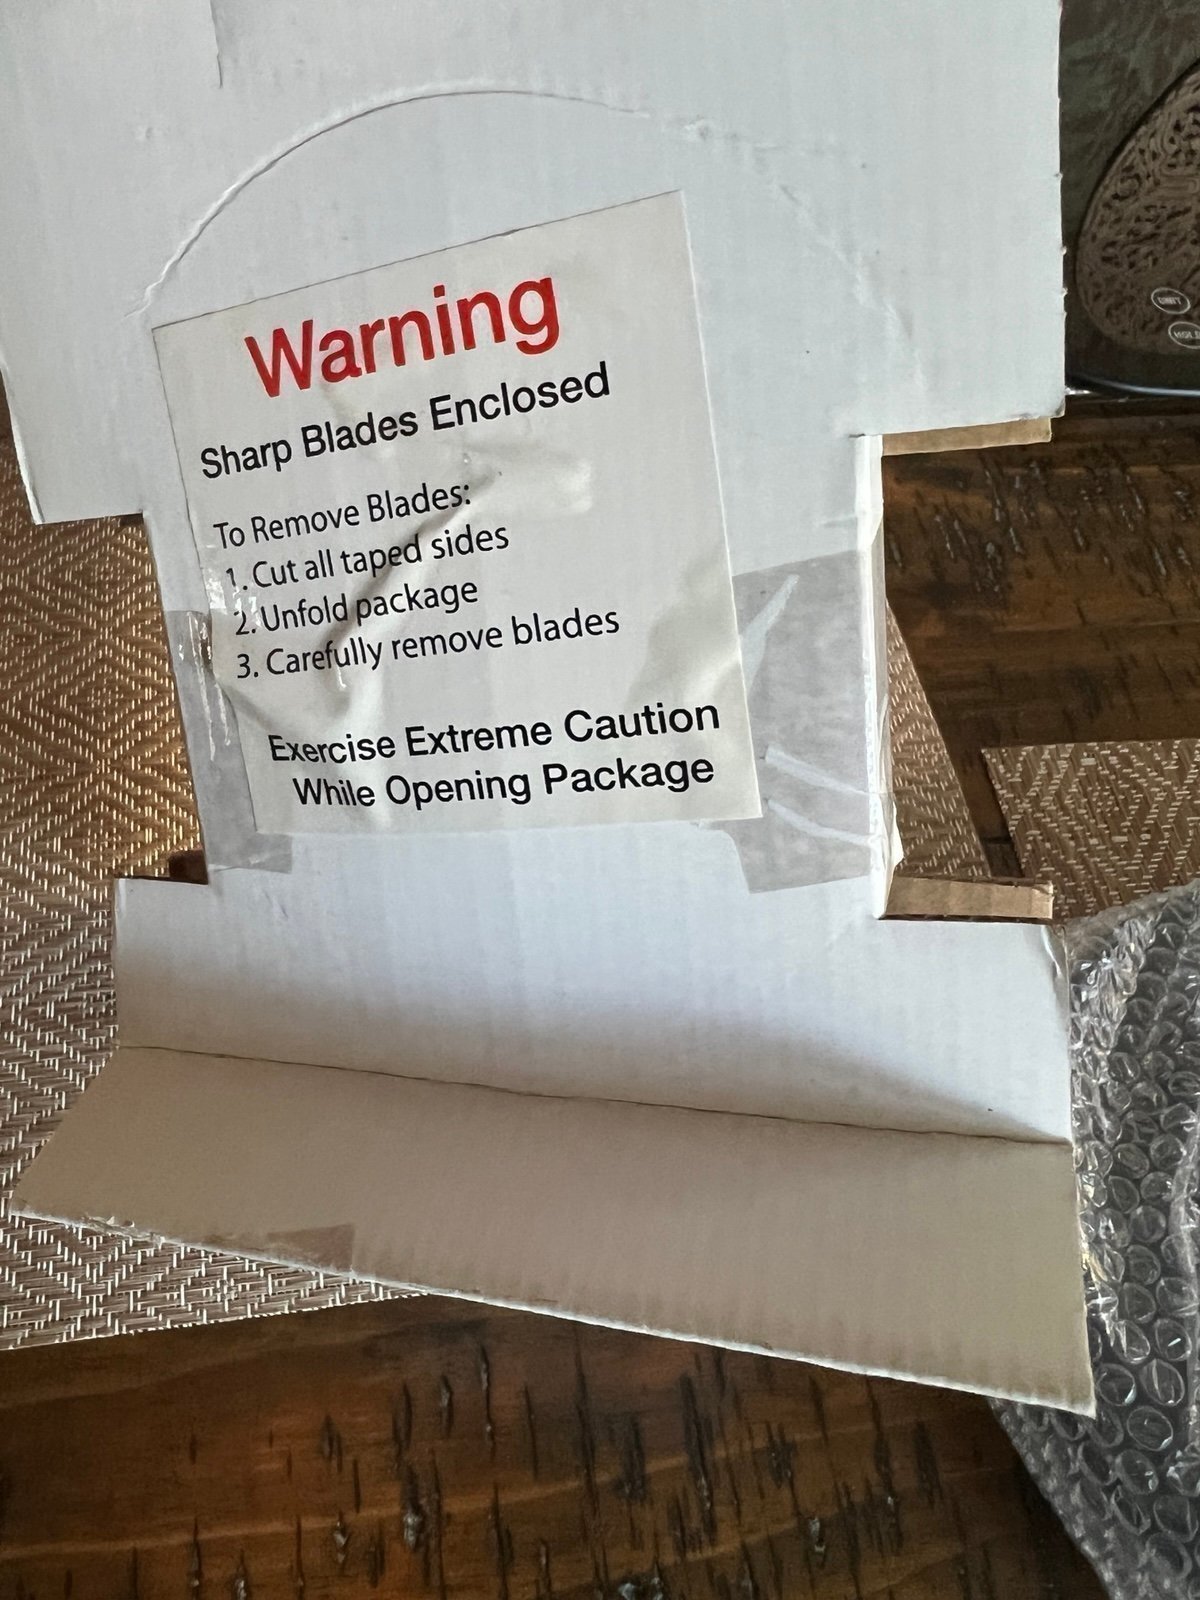 Warning
Sharp Blades Enclosed
To Remove Blades:
1. Cut all taped sides
2. Unfold package
3. Carefully remove blades
Exercise Extreme Caution
While Opening Package